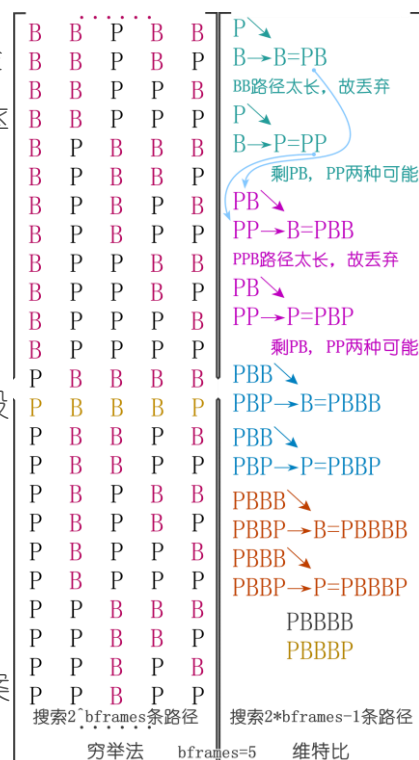 B B P B B
B B P B P
B B P P B
B B P P P
B P B B B
B P B B P
B P B P B
B P B P P
B P P B B
B P P B P
B P P P B
B P P P P
P B B B B
P B B B P
P B B P B
P B B P P
P B P B B
P B P B P
P B P P B
P B P P P
P P B B B
P P B B P
P P B P B
P P B P P
搜索2^bframes条路径
穷举法
bframes=5
P↘
B→B=PB
BB路径太长，故丢弃
P↘
B→P=PP
剩PB, PP两种可能
PB↘
PP→B=PBB
PPB路径太长，故丢弃
PB↘
PP→P=PBP
剩PB, PP两种可能
PBB↘
PBP→B=PBBB
PBB↘
PBP→P=PBBP
PBBB↘
PBBP→B=PBBBB
PBBB↘
PBBP→P=PBBBP
PBBBB
PBBBP
搜索2*bframes-1条路径
维特比